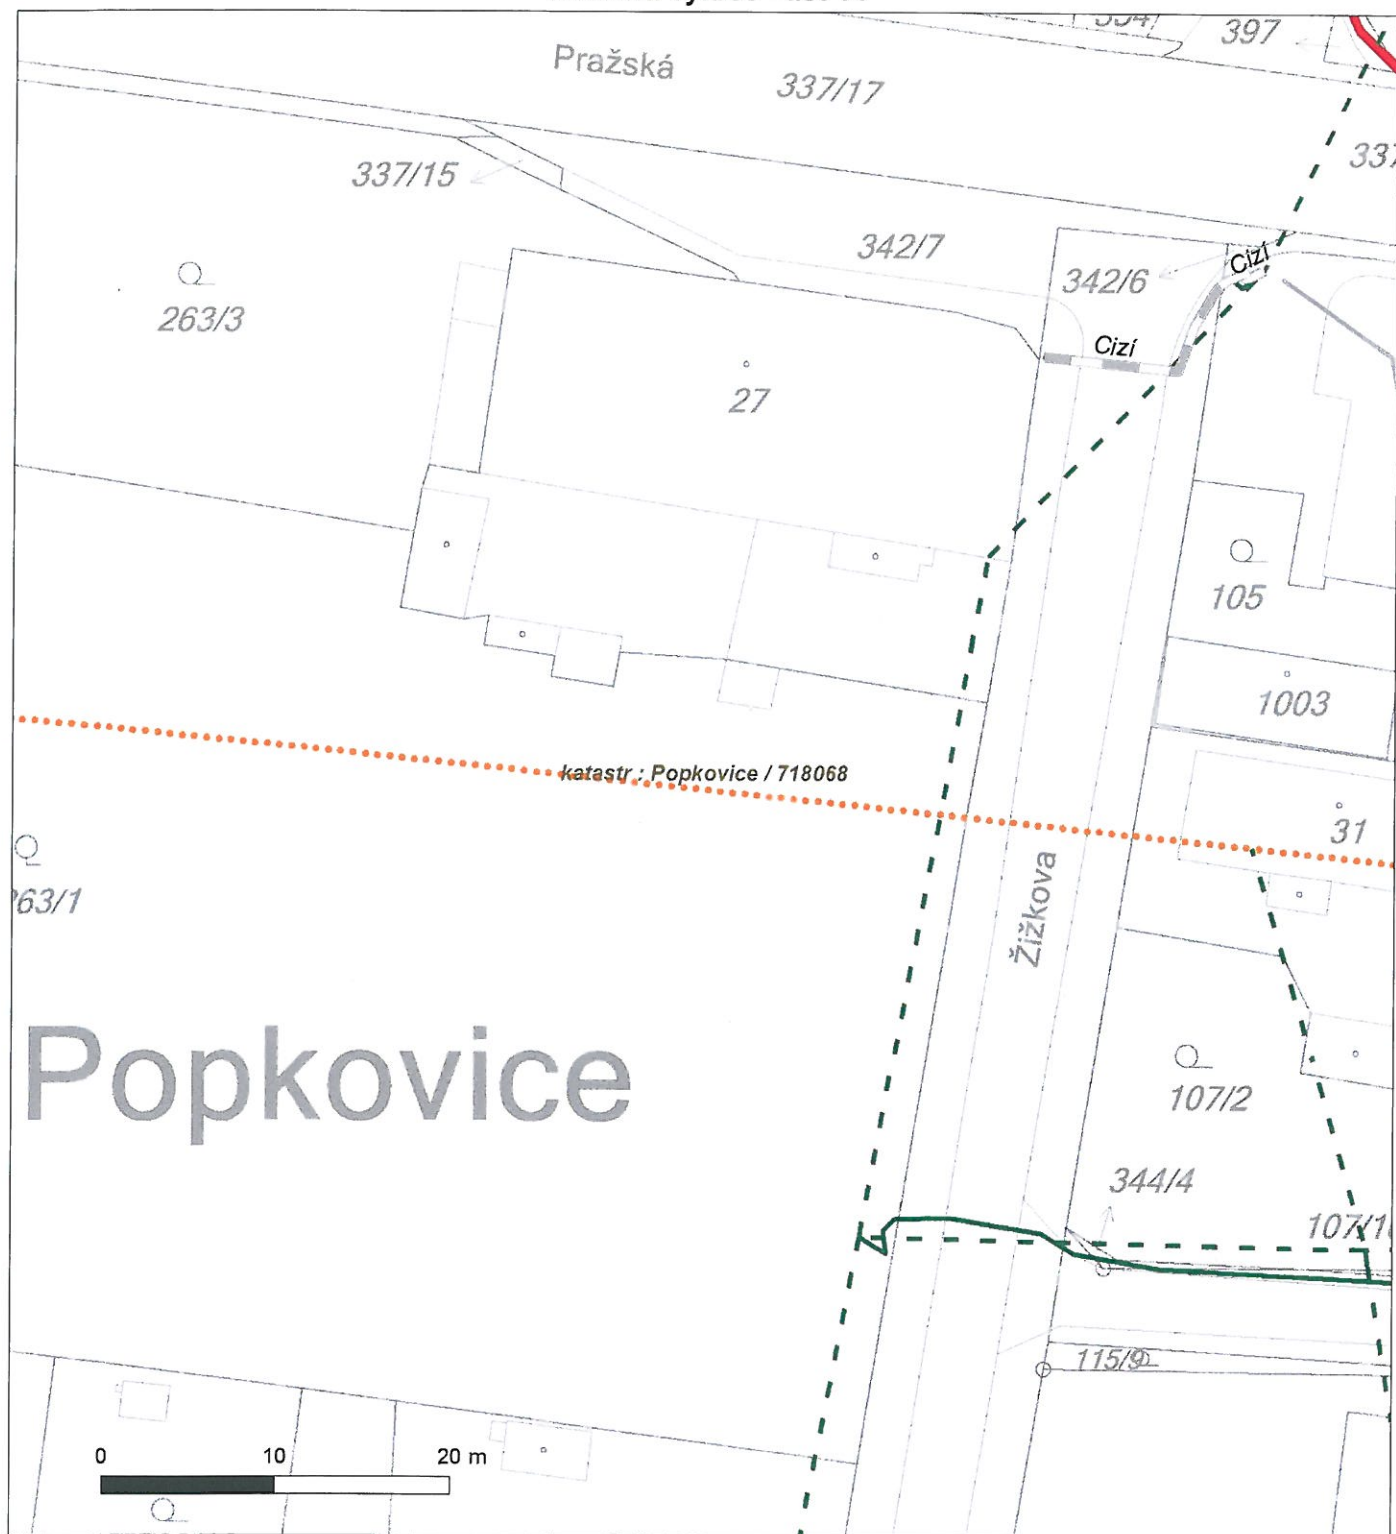 397
Pražská
337/17
337/15
342/7
342/6
Cizí
263/3
Cizí
27
105
1003
katastr : Popkovice / 718068
31
Žižkova
Popkovice
107/2
344/4
115/9
0 10 20 m